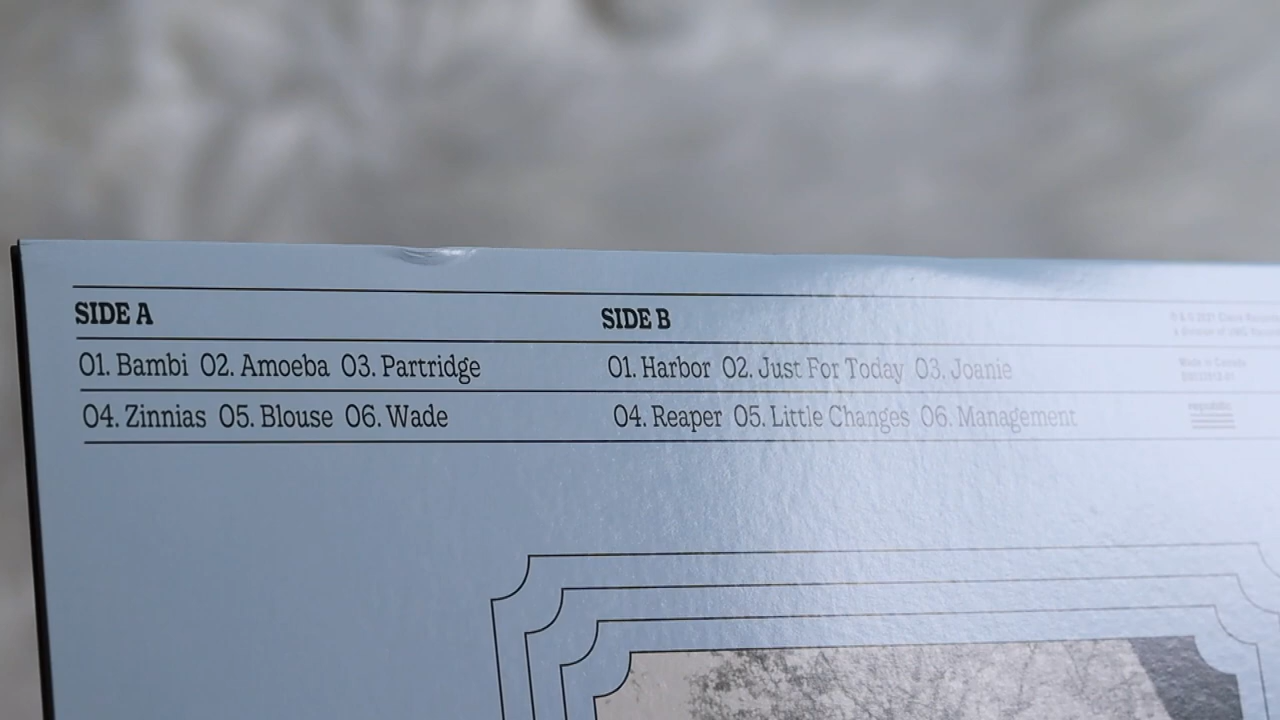 SIDE A
01. Bambi 02. Amoeba 03. Partridge
04. Zinnias 05. Blouse 06. Wade
SIDE B
01. Harbor 02. Just For Today 03. Joanie
04. Reaper 05. Little Changes 06. Management
Made in Canada
republic